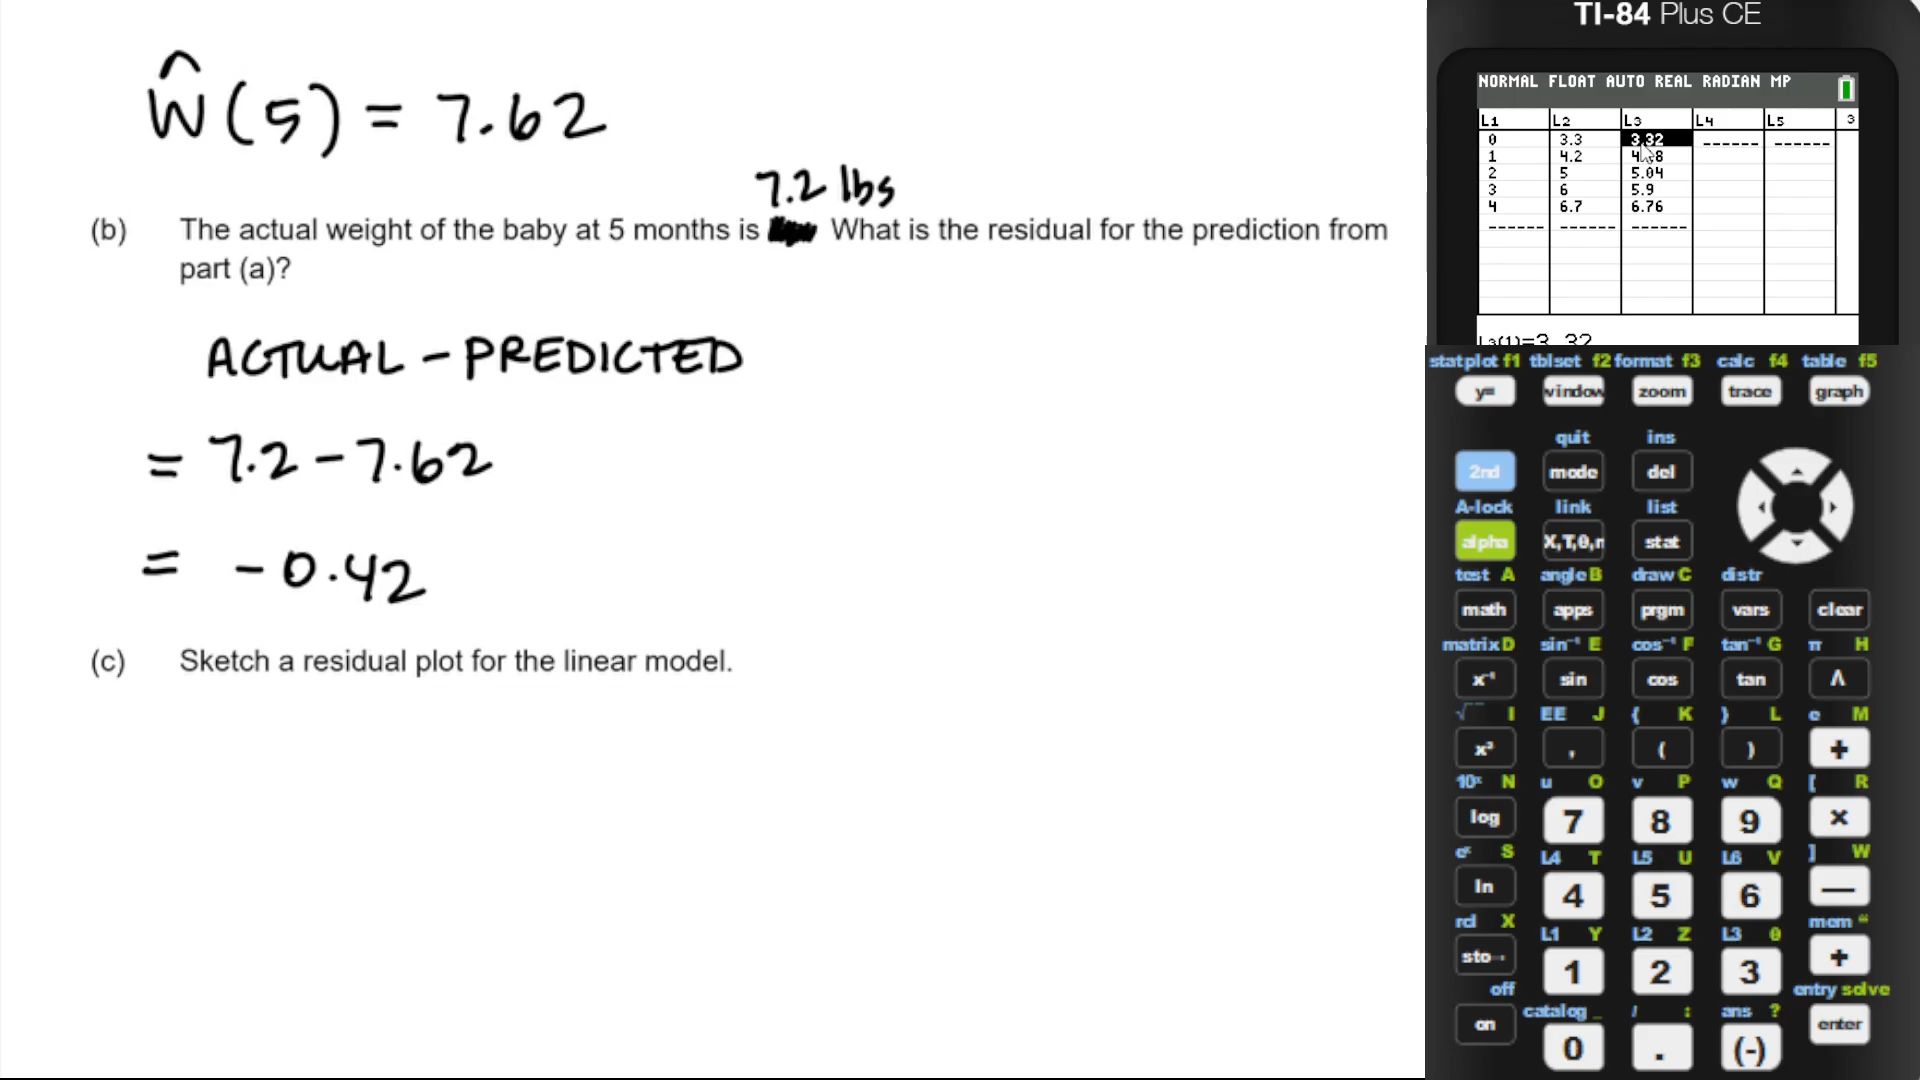 ŵ(5) = 7.62
7.2 lbs
(b) The actual weight of the baby at 5 months is What is the residual for the prediction from
part (a)?
ACTUAL - PREDICTED
= 7.2 - 7.62
= -0.42
(c) Sketch a residual plot for the linear model.
TI-84 Plus CE
NORMAL FLOAT AUTO REAL RADIAN MP
L1 L2 L3 L4 L5 3
0 3.3 3.32 ------ ------
1 4.2
2 5 5.04
3 6 5.9
4 6.7 6.76
------ ------ ------
L3(1)=3.32
statplot f1 tblset f2 format f3 calc f4 table f5
y= window zoom trace graph
quit ins
2nd mode del
A-lock link list
alpha X,T,θ,n stat
test A angle B draw C distr
math apps prgm vars clear
matrix D sin⁻¹ E cos⁻¹ F tan⁻¹ G π H
x⁻¹ sin cos tan ^
√ I EE J { K } L e M
x² , ( ) ÷
10ˣ N u O v P w Q [ R
log 7 8 9 ×
eˣ S L4 T L5 U L6 V ] W
ln 4 5 6 —
rcl X L1 Y L2 Z L3 θ mem "
sto→ 1 2 3 +
off catalog _ i : ans ? entry solve
on 0 . (-) enter